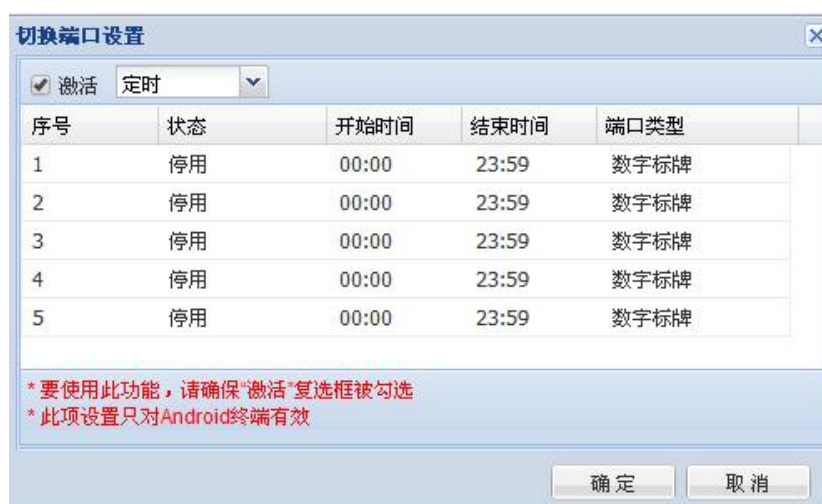 切换端口设置
激活 定时
序号 状态 开始时间 结束时间 端口类型
1 停用 00:00 23:59 数字标牌
2 停用 00:00 23:59 数字标牌
3 停用 00:00 23:59 数字标牌
4 停用 00:00 23:59 数字标牌
5 停用 00:00 23:59 数字标牌
*要使用此功能，请确保“激活”复选框被勾选
*此项设置只对Android终端有效
确定 取消